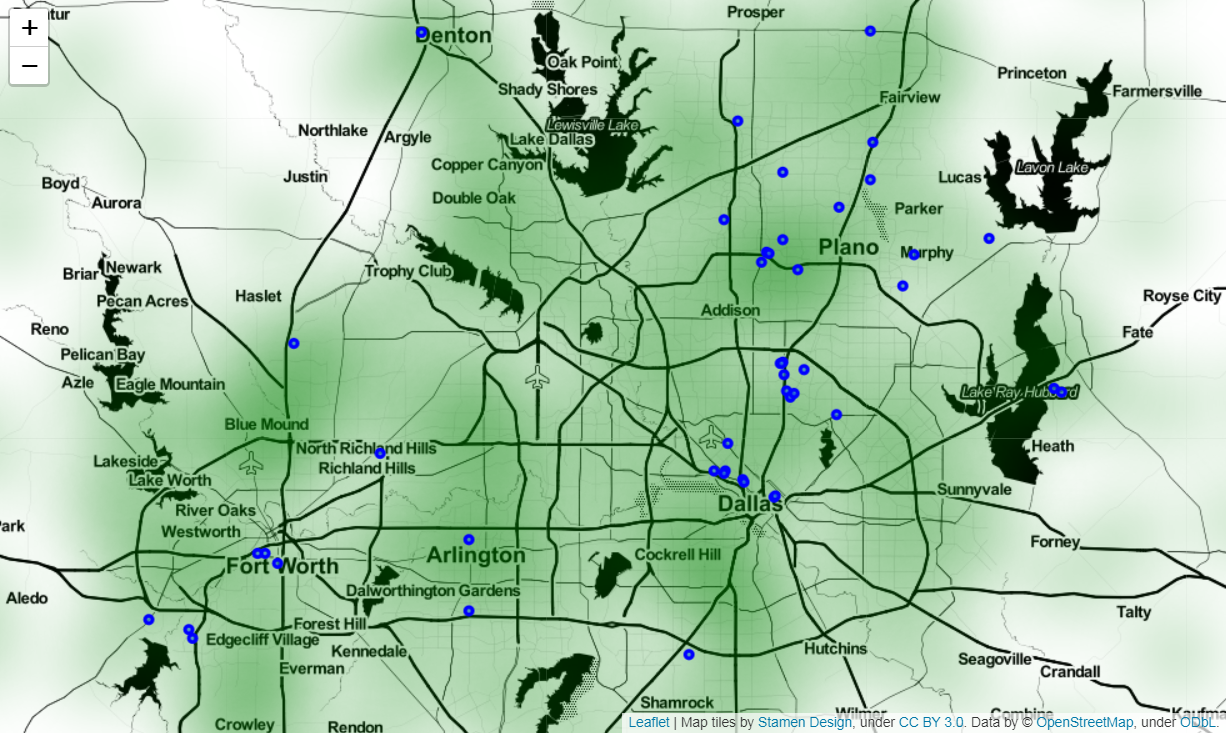 +
−
tur
Denton
Prosper
Oak Point
Shady Shores
Princeton
Farmersville
Fairview
Northlake
Argyle
Lewisville Lake
Lake Dallas
Copper Canyon
Lavon Lake
Justin
Lucas
Boyd
Aurora
Double Oak
Parker
Plano
Murphy
Briar
Newark
Trophy Club
Pecan Acres
Haslet
Royse City
Addison
Reno
Fate
Pelican Bay
Azle
Eagle Mountain
Lake Ray Hubbard
Blue Mound
North Richland Hills
Heath
Lakeside
Richland Hills
Lake Worth
Sunnyvale
River Oaks
Dallas
Park
Westworth
Forney
Arlington
Cockrell Hill
Fort Worth
Dalworthington Gardens
Aledo
Talty
Forest Hill
Edgecliff Village
Kennedale
Hutchins
Everman
Seagoville
Crandall
Shamrock
Crowley
Rendon
Wilmer
Combine
Kaufma
Leaflet | Map tiles by Stamen Design, under CC BY 3.0. Data by © OpenStreetMap, under ODbL.